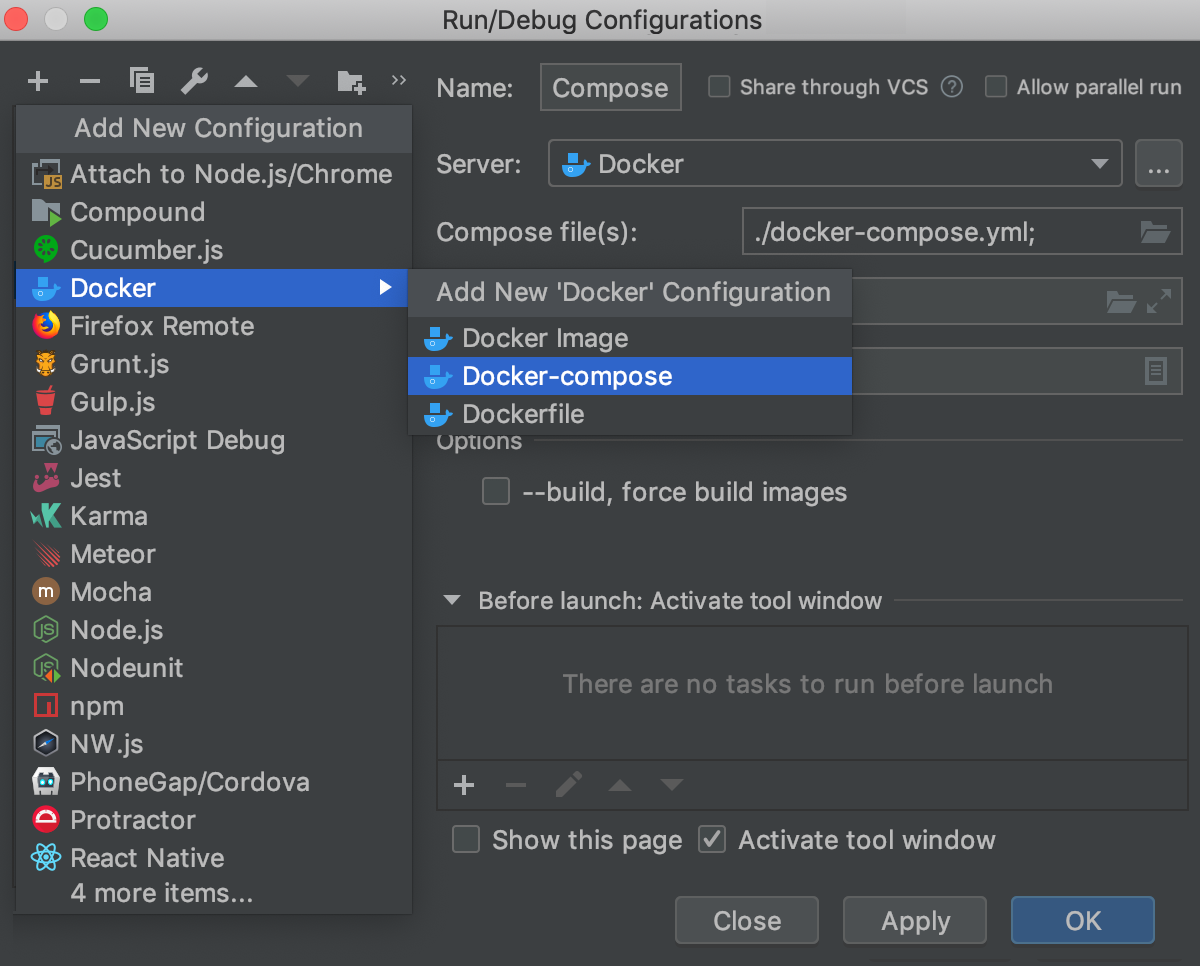 Run/Debug Configurations
Name: Compose Share through VCS ? Allow parallel run
Add New Configuration
Attach to Node.js/Chrome
Compound
Cucumber.js
Docker
Firefox Remote
Grunt.js
Gulp.js
JavaScript Debug
Jest
Karma
Meteor
Mocha
Node.js
Nodeunit
npm
NW.js
PhoneGap/Cordova
Protractor
React Native
4 more items...
Server: Docker ...
Compose file(s): ./docker-compose.yml;
Add New 'Docker' Configuration
Docker Image
Docker-compose
Dockerfile
Options
--build, force build images
Before launch: Activate tool window
There are no tasks to run before launch
Show this page Activate tool window
Close Apply OK